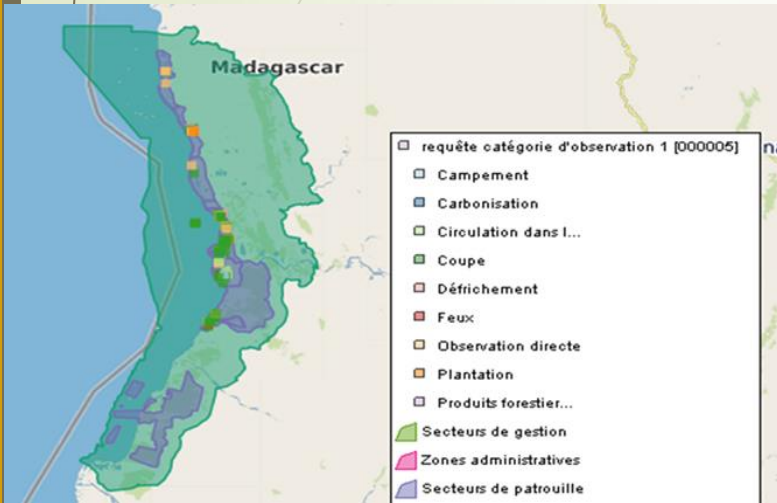 Madagascar
requête catégorie d'observation 1 [000005]
Campement
Carbonisation
Circulation dans l...
Coupe
Défrichement
Feux
Observation directe
Plantation
Produits forestier...
Secteurs de gestion
Zones administratives
Secteurs de patrouille